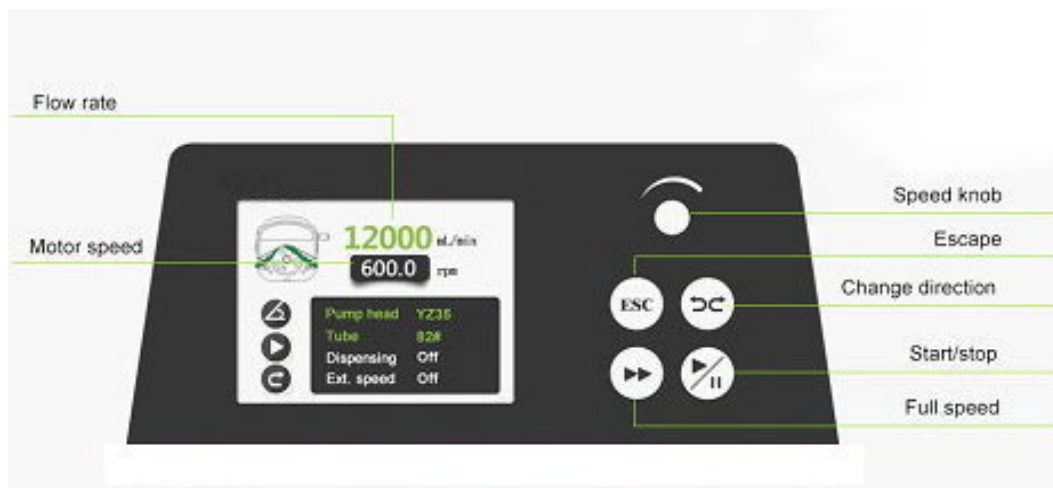 Flow rate
Motor speed
12000 mL/min
600.0 rpm
Pump head YZ35
Tube 82#
Dispensing Off
Ext. speed Off
ESC
Speed knob
Escape
Change direction
Start/stop
Full speed